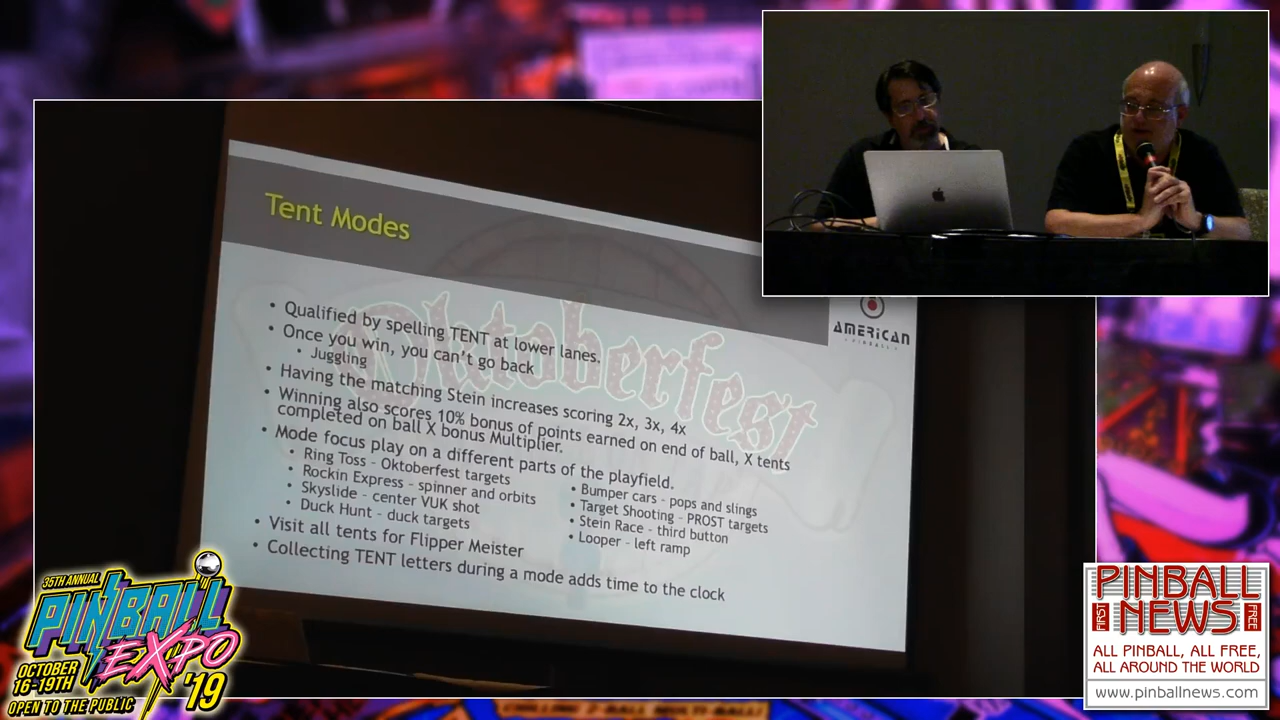 Tent Modes
Oktoberfest
AMERICAN
PINBALL
• Qualified by spelling TENT at lower lanes.
• Once you win, you can't go back
• Juggling
• Having the matching Stein increases scoring 2x, 3x, 4x
• Winning also scores 10% bonus of points earned on end of ball, X tents
completed on ball X bonus Multiplier.
• Mode focus play on a different parts of the playfield.
• Ring Toss – Oktoberfest targets
• Rockin Express – spinner and orbits
• Skyslide – center VUK shot
• Duck Hunt – duck targets
• Bumper cars – pops and slings
• Target Shooting – PROST targets
• Stein Race – third button
• Looper – left ramp
• Visit all tents for Flipper Meister
• Collecting TENT letters during a mode adds time to the clock
35TH ANNUAL
PINBALL
EXPO
OCTOBER
16-19TH
'19
OPEN TO THE PUBLIC
PINBALL
FIRST NEWS FREE
ALL PINBALL, ALL FREE,
ALL AROUND THE WORLD
www.pinballnews.com